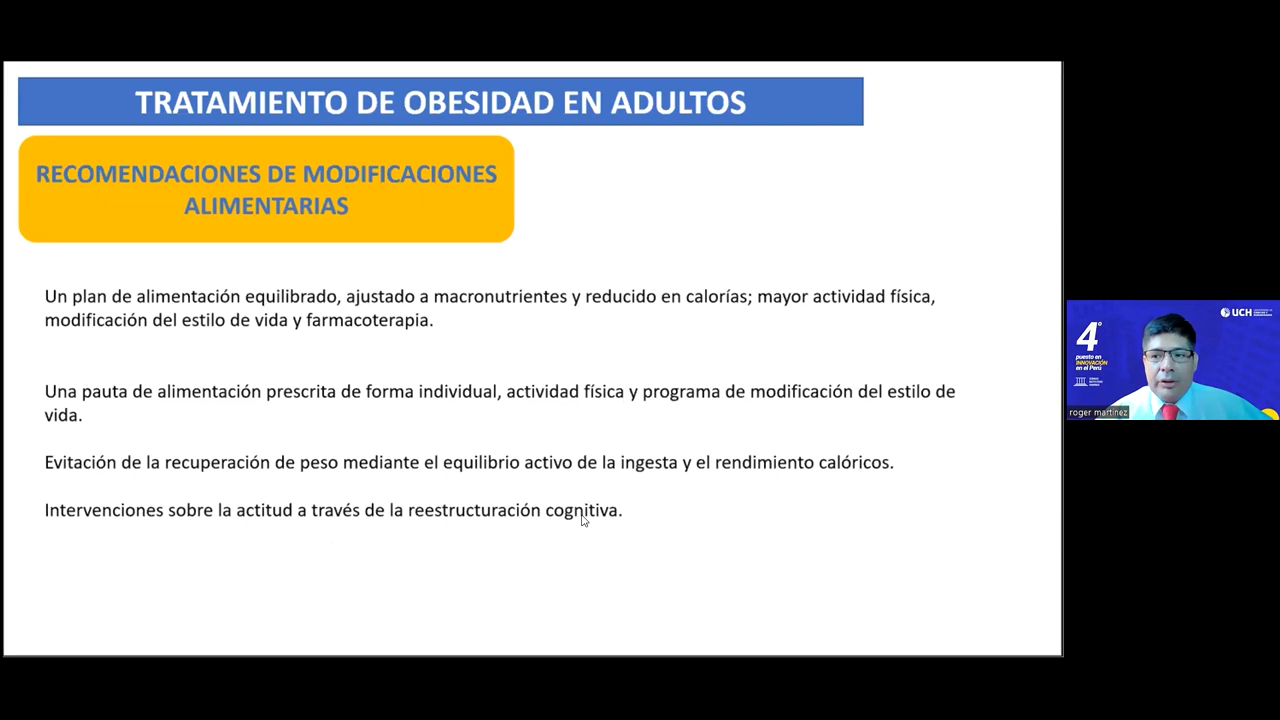 TRATAMIENTO DE OBESIDAD EN ADULTOS
RECOMENDACIONES DE MODIFICACIONES
ALIMENTARIAS
Un plan de alimentación equilibrado, ajustado a macronutrientes y reducido en calorías; mayor actividad física,
modificación del estilo de vida y farmacoterapia.
Una pauta de alimentación prescrita de forma individual, actividad física y programa de modificación del estilo de
vida.
Evitación de la recuperación de peso mediante el equilibrio activo de la ingesta y el rendimiento calóricos.
Intervenciones sobre la actitud a través de la reestructuración cognitiva.
UCH
4°
puesto en
INNOVACIÓN
en el Perú
roger martinez